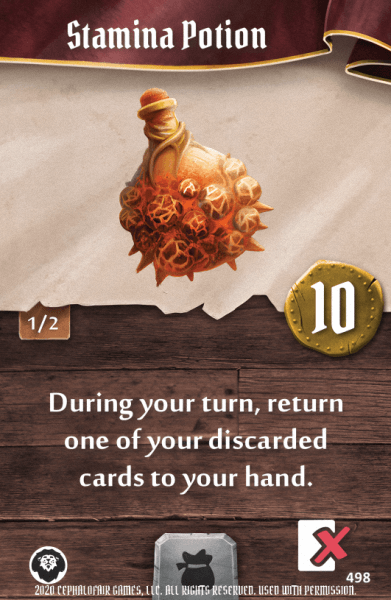 Stamina Potion
10
1/2
During your turn, return
one of your discarded
cards to your hand.
498
2020 CEPHALOFAIR GAMES, LLC. ALL RIGHTS RESERVED. USED WITH PERMISSION.